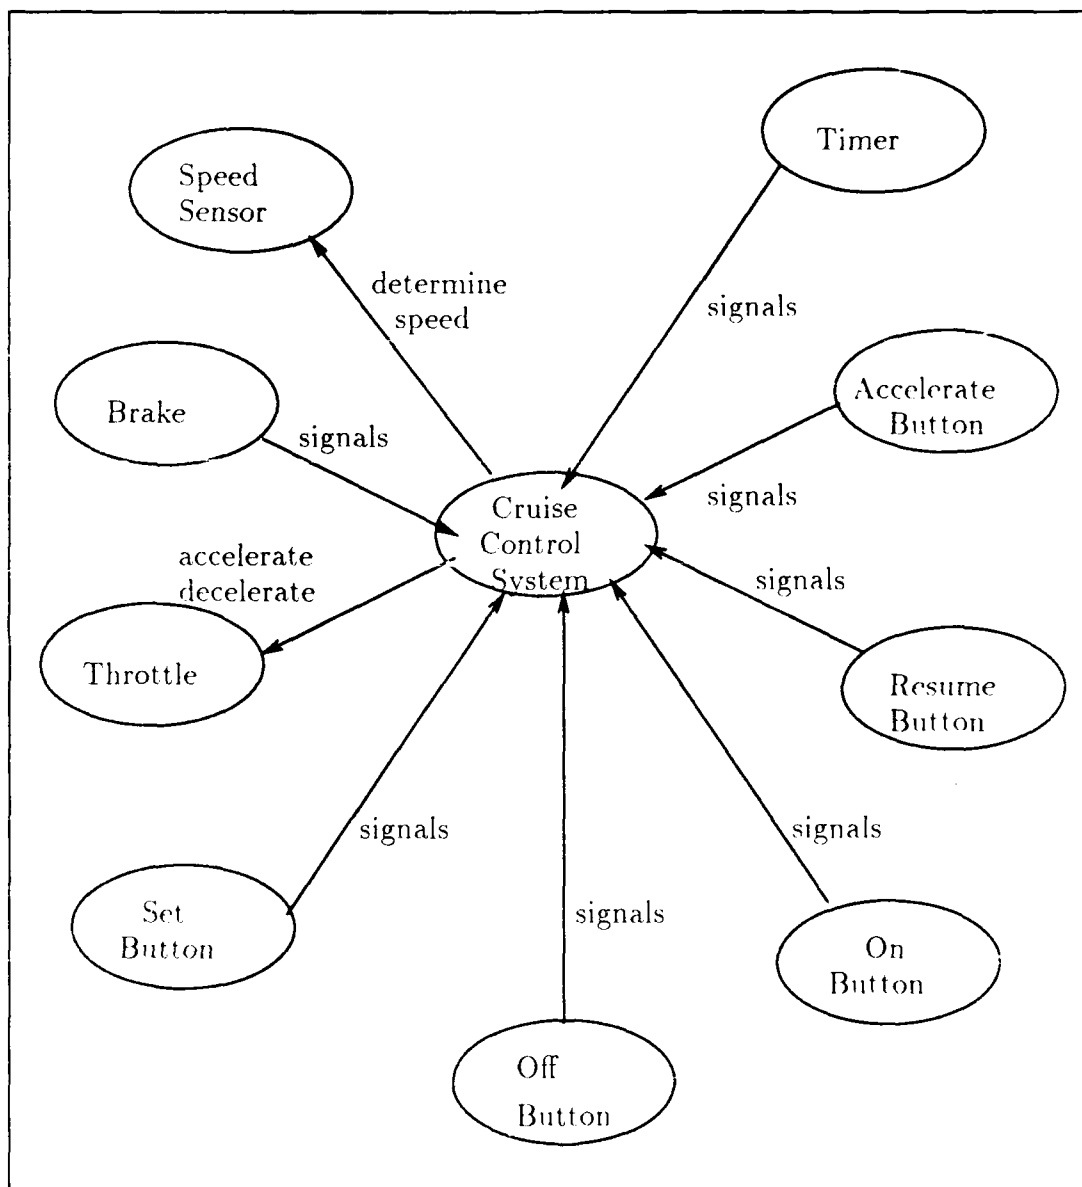 Timer
Speed
Sensor
determine
speed
signals
Brake
signals
Accelerate
Button
signals
Cruise
Control
System
accelerate
decelerate
signals
Throttle
Resume
Button
signals
signals
Set
Button
signals
On
Button
Off
Button